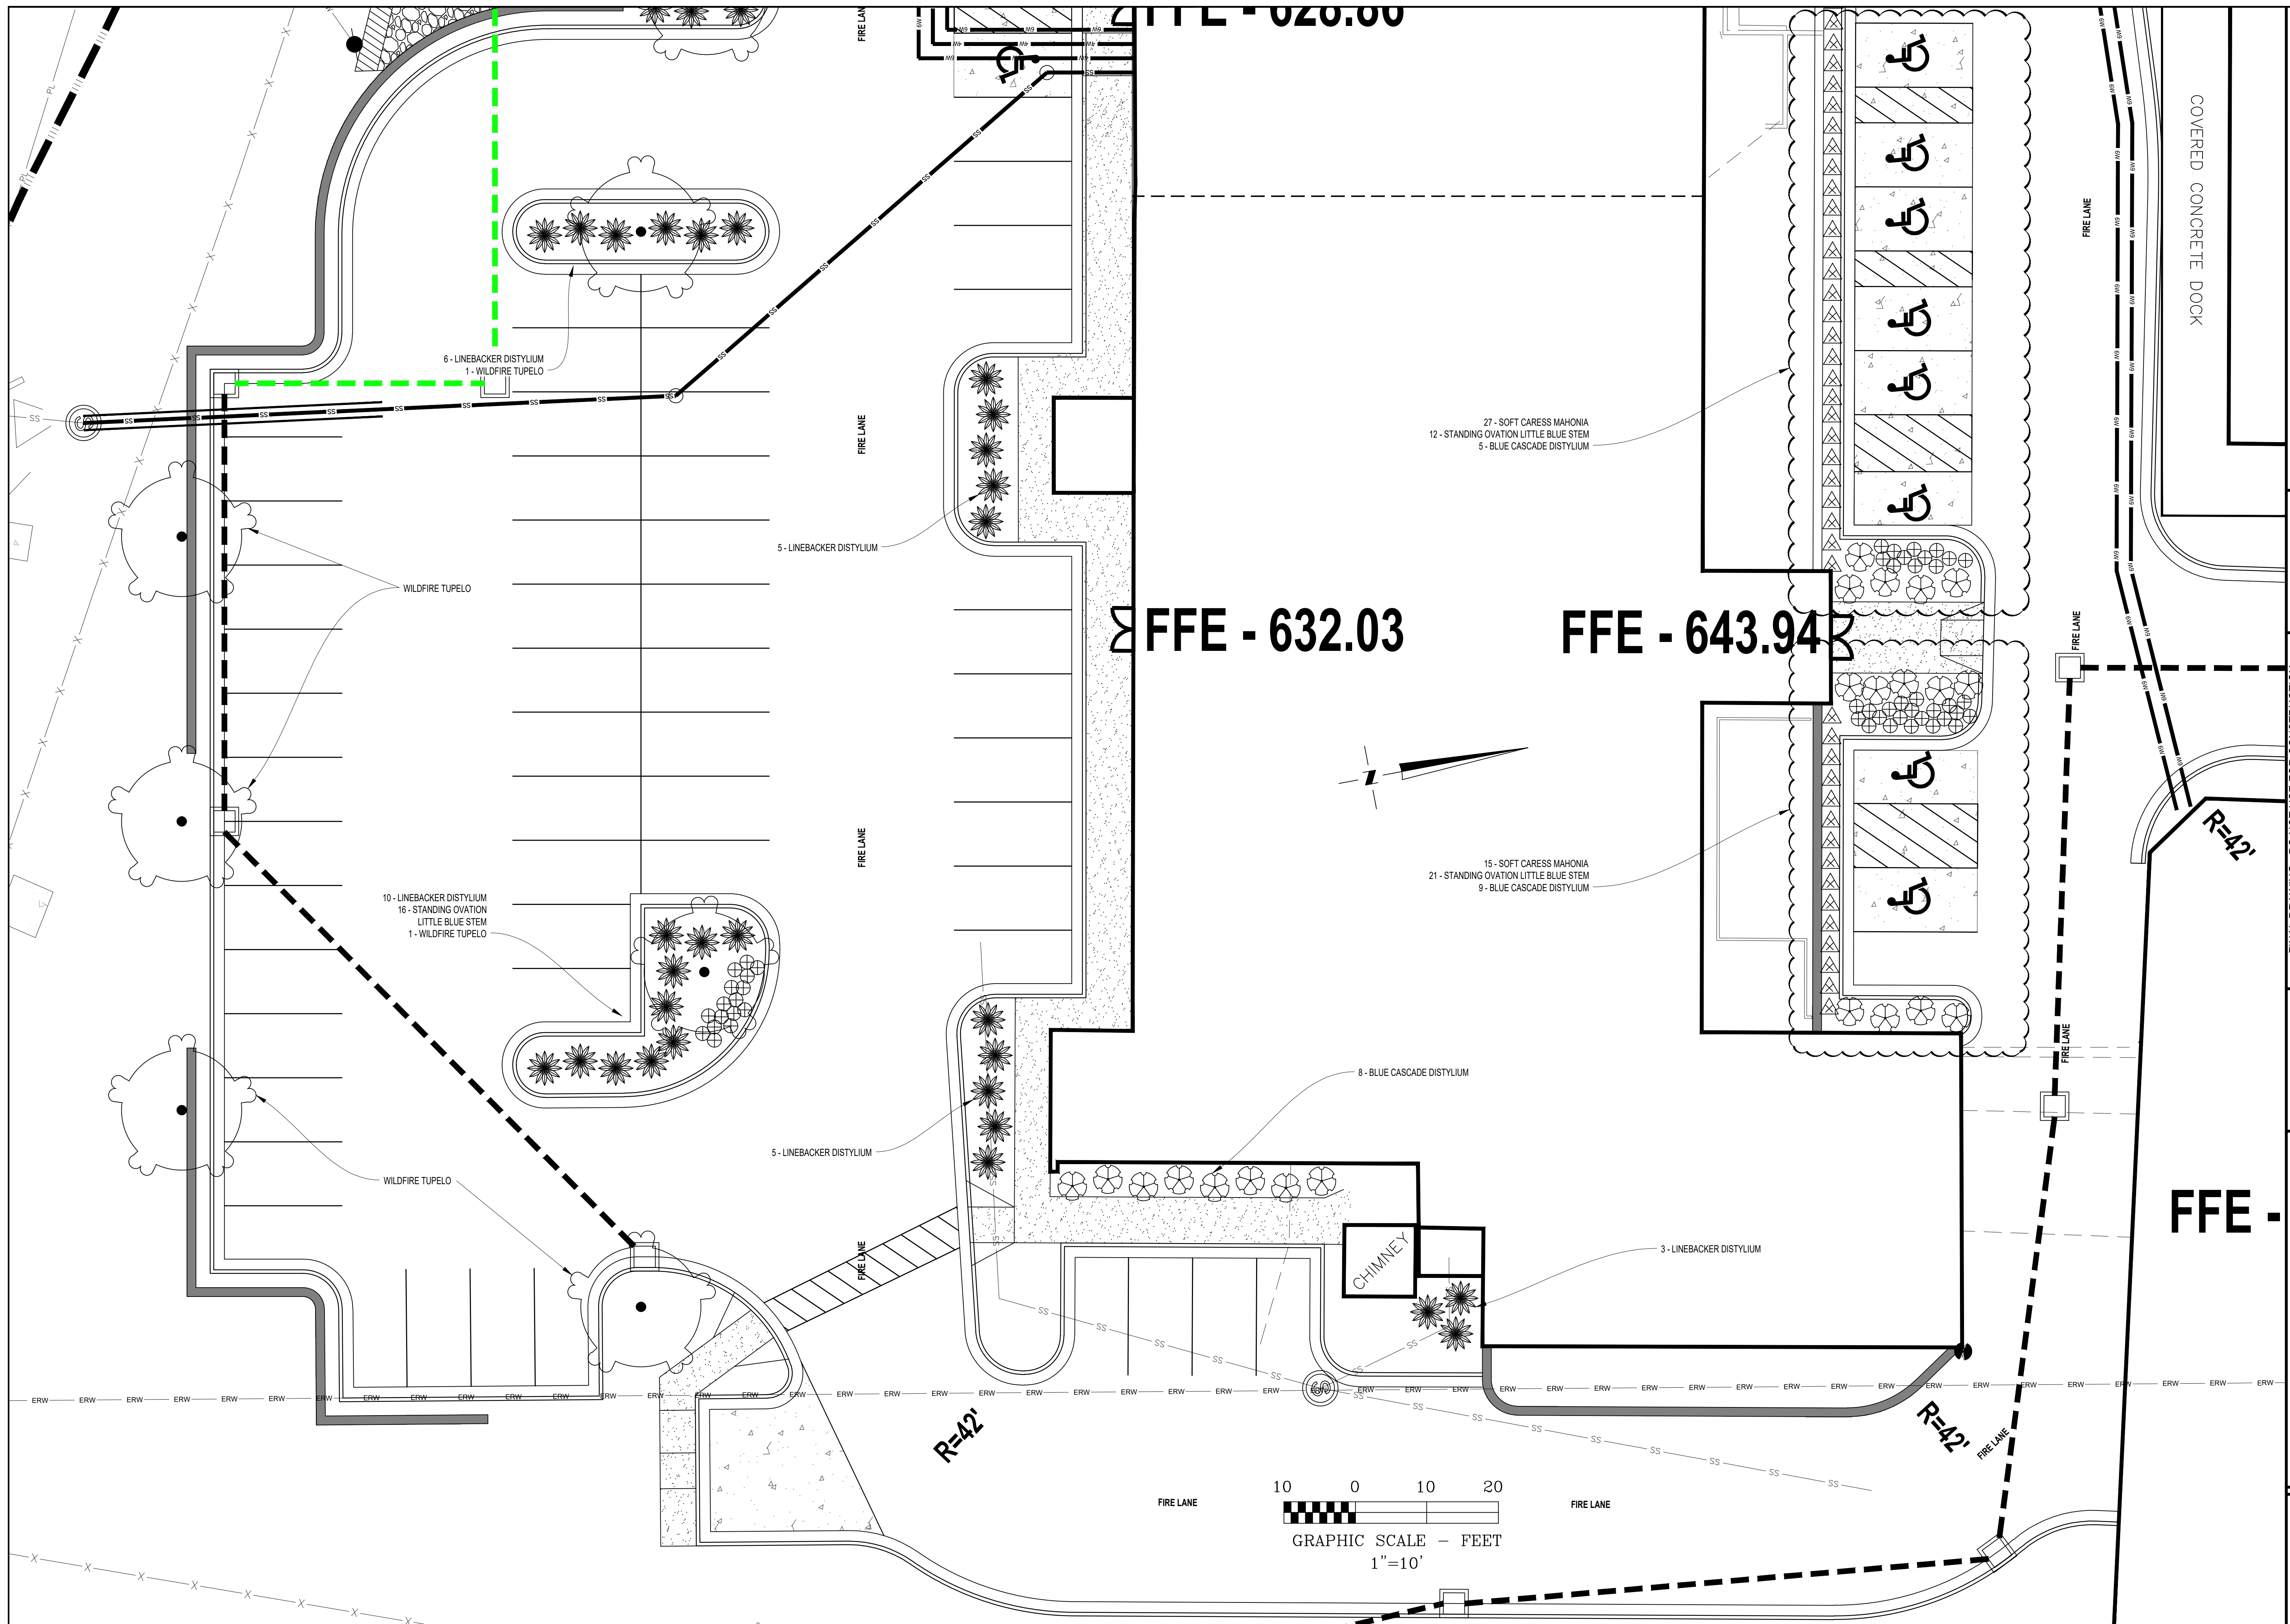 FFE - 628.86
COVERED CONCRETE DOCK
FIRE LANE
FIRE LANE
6 - LINEBACKER DISTYLIUM
1 - WILDFIRE TUPELO
FIRE LANE
27 - SOFT CARESS MAHONIA
12 - STANDING OVATION LITTLE BLUE STEM
5 - BLUE CASCADE DISTYLIUM
5 - LINEBACKER DISTYLIUM
WILDFIRE TUPELO
FFE - 632.03
FFE - 643.94
FIRE LANE
R=42'
FIRE LANE
15 - SOFT CARESS MAHONIA
21 - STANDING OVATION LITTLE BLUE STEM
9 - BLUE CASCADE DISTYLIUM
10 - LINEBACKER DISTYLIUM
16 - STANDING OVATION
LITTLE BLUE STEM
1 - WILDFIRE TUPELO
FIRE LANE
8 - BLUE CASCADE DISTYLIUM
5 - LINEBACKER DISTYLIUM
WILDFIRE TUPELO
FFE -
FIRE LANE
CHIMNEY
3 - LINEBACKER DISTYLIUM
R=42'
R=42'
FIRE LANE
FIRE LANE
10 0 10 20
FIRE LANE
GRAPHIC SCALE - FEET
1"=10'